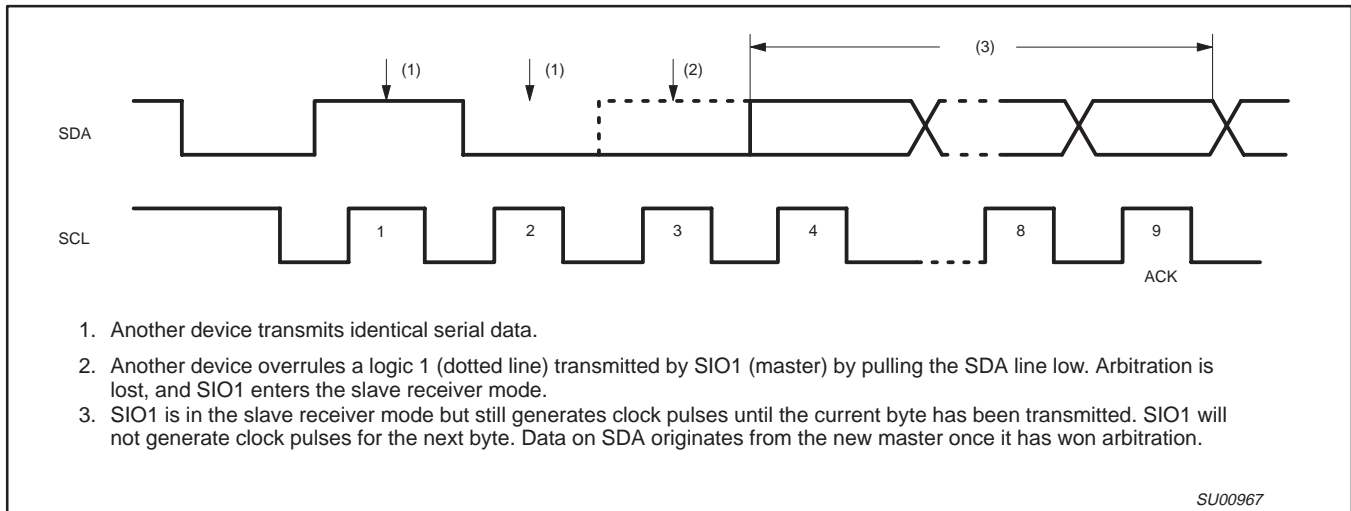 (3)
(1) (1) (2)
SDA
SCL 1 2 3 4 8 9
ACK
1. Another device transmits identical serial data.
2. Another device overrules a logic 1 (dotted line) transmitted by SIO1 (master) by pulling the SDA line low. Arbitration is
lost, and SIO1 enters the slave receiver mode.
3. SIO1 is in the slave receiver mode but still generates clock pulses until the current byte has been transmitted. SIO1 will
not generate clock pulses for the next byte. Data on SDA originates from the new master once it has won arbitration.
SU00967